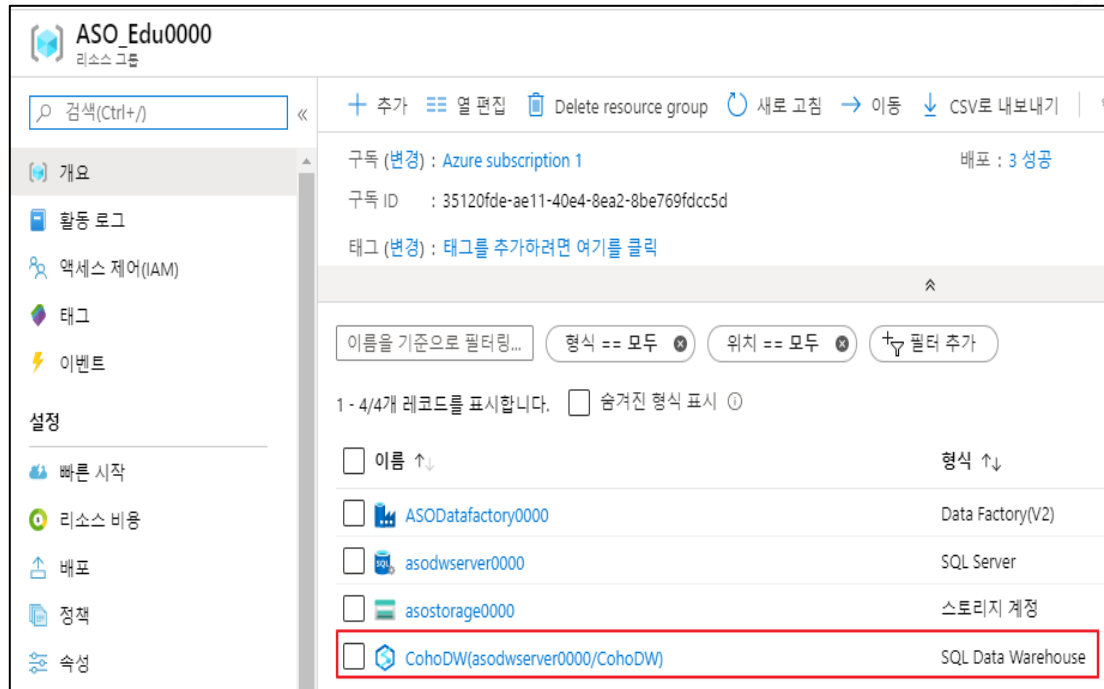 ASO_Edu0000
리소스 그룹
검색(Ctrl+/)
«
추가 열 편집 Delete resource group 새로 고침 이동 CSV로 내보내기
개요
활동 로그
액세스 제어(IAM)
태그
이벤트
설정
빠른 시작
리소스 비용
배포
정책
속성
구독 (변경) : Azure subscription 1 배포 : 3 성공
구독 ID : 35120fde-ae11-40e4-8ea2-8be769fdcc5d
태그 (변경) : 태그를 추가하려면 여기를 클릭
이름을 기준으로 필터링... 형식 == 모두 위치 == 모두 필터 추가
1 - 4/4개 레코드를 표시합니다. 숨겨진 형식 표시
이름 ↑↓ 형식 ↑↓
ASODatafactory0000 Data Factory(V2)
asodwserver0000 SQL Server
asostorage0000 스토리지 계정
CohoDW(asodwserver0000/CohoDW) SQL Data Warehouse